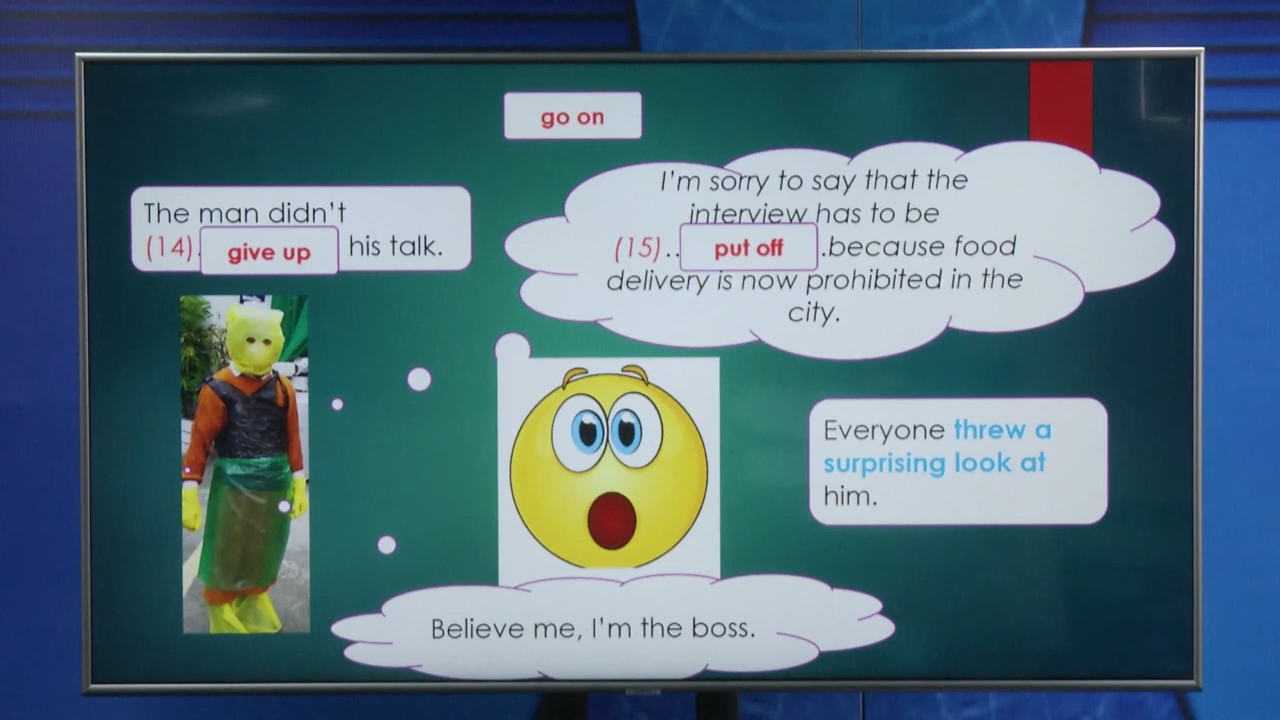 go on
The man didn't
(14). give up his talk.
I'm sorry to say that the
interview has to be
(15).. put off .because food
delivery is now prohibited in the
city.
Everyone threw a
surprising look at
him.
Believe me, I'm the boss.